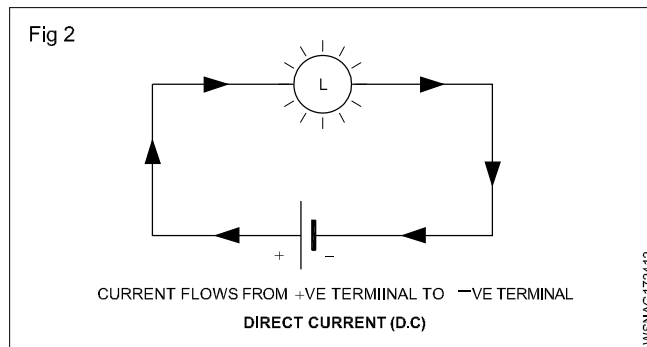 Fig 2
L
+ −
CURRENT FLOWS FROM +VE TERMIINAL TO −VE TERMINAL
DIRECT CURRENT (D.C)